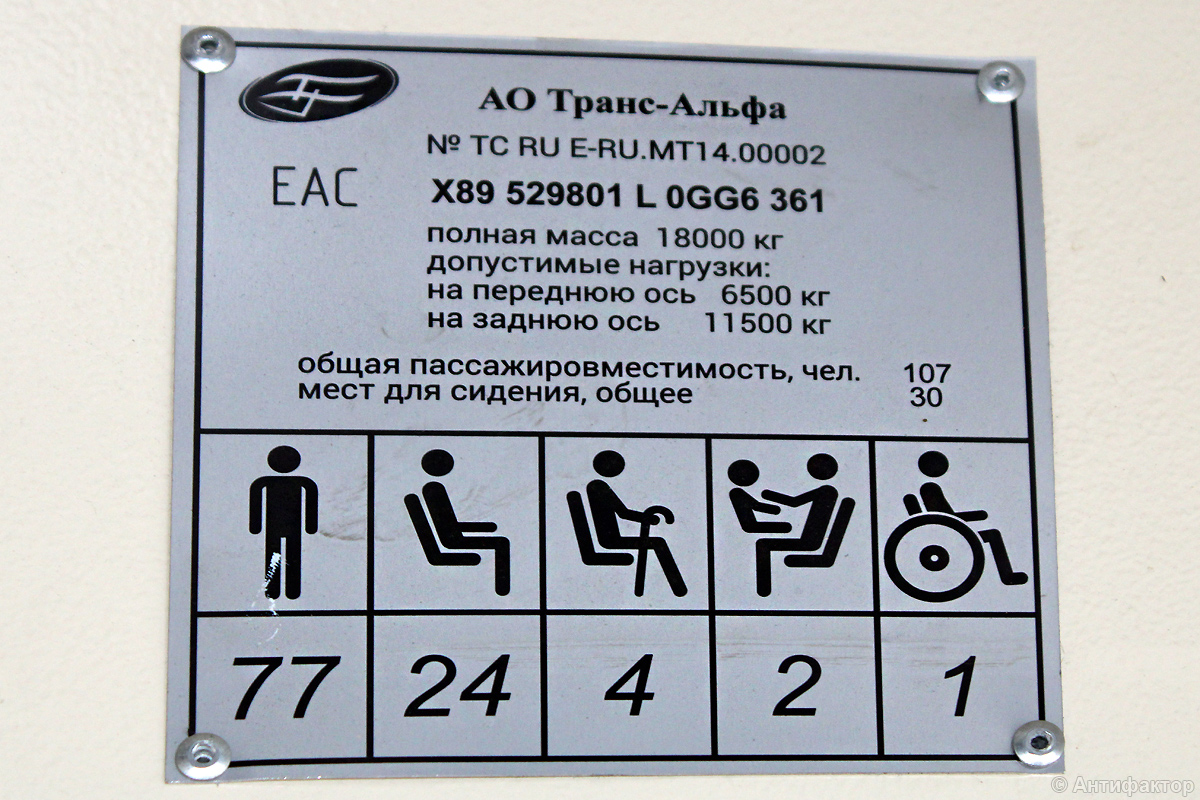 АО Транс-Альфа
№ ТС RU E-RU.MT14.00002
EAC
X89 529801 L 0GG6 361
полная масса 18000 кг
допустимые нагрузки:
на переднюю ось 6500 кг
на заднюю ось 11500 кг
общая пассажировместимость, чел. 107
мест для сидения, общее 30
77 24 4 2 1
© Антифактор